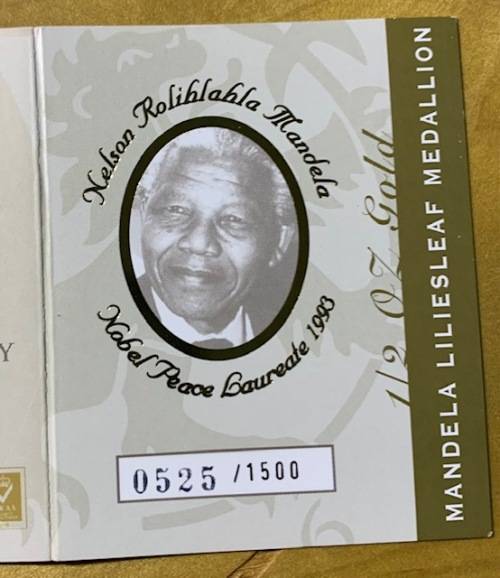 Nelson Rolihlahla Mandela
Nobel Peace Laureate 1993
0525 /1500
1/2 OZ Gold
MANDELA LILIESLEAF MEDALLION
Y